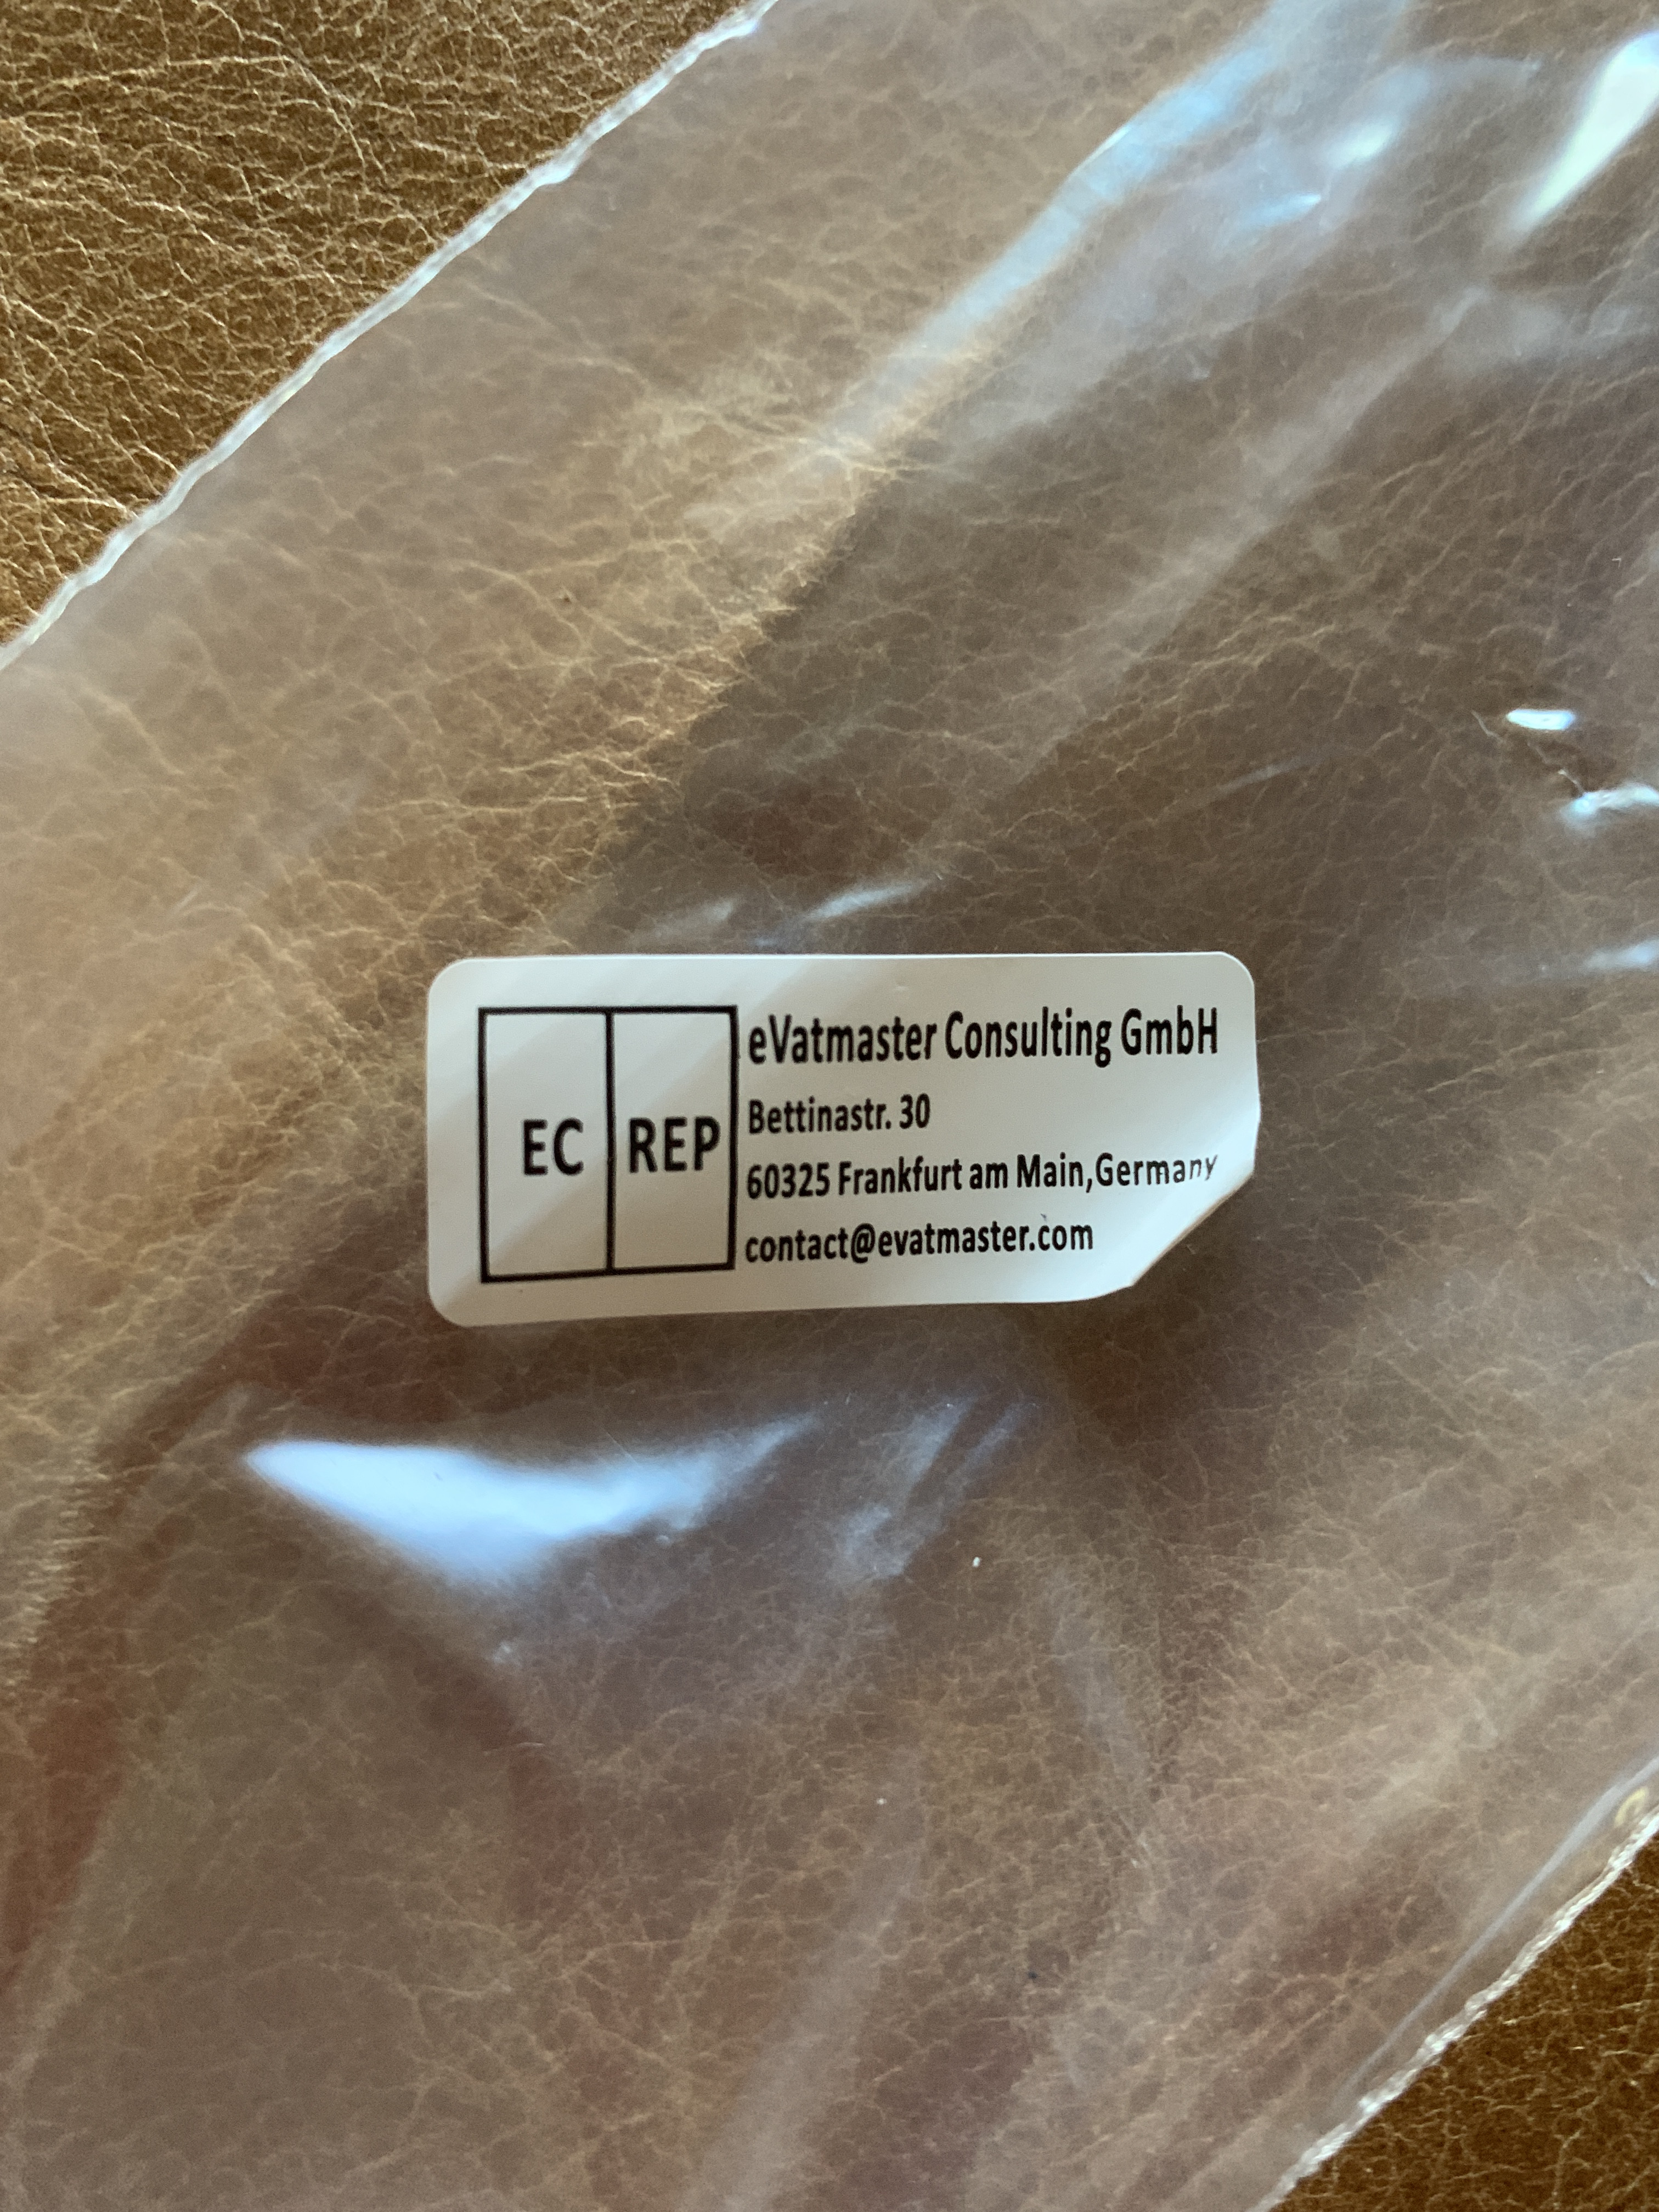 EC REP
eVatmaster Consulting GmbH
Bettinastr. 30
60325 Frankfurt am Main,Germany
contact@evatmaster.com